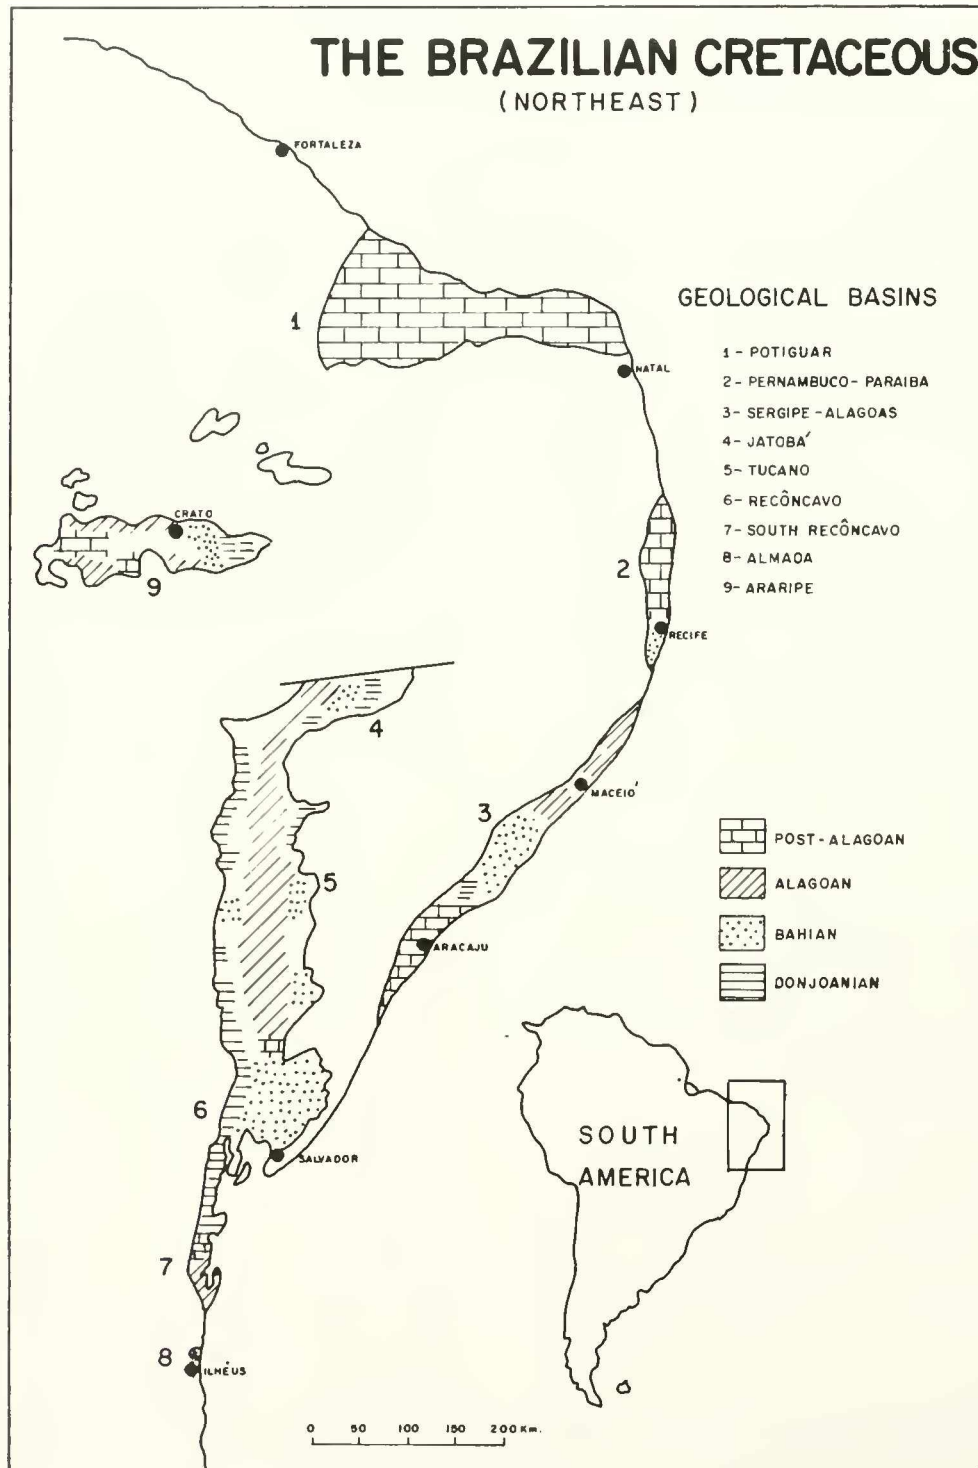 THE BRAZILIAN CRETACEOUS
(NORTHEAST)
FORTALEZA
GEOLOGICAL BASINS
1 - POTIGUAR
2 - PERNAMBUCO - PARAIBA
3 - SERGIPE - ALAGOAS
4 - JATOBÁ
5 - TUCANO
6 - RECÔNCAVO
7 - SOUTH RECÔNCAVO
8 - ALMADA
9 - ARARIPE
1
NATAL
CRATO
9
2
RECIFE
4
MACEIÓ
3
5
ARACAJU
POST - ALAGOAN
ALAGOAN
BAHIAN
DONJOANIAN
6
SALVADOR
SOUTH
AMERICA
7
8
ILHÉUS
0 50 100 150 200 Km.